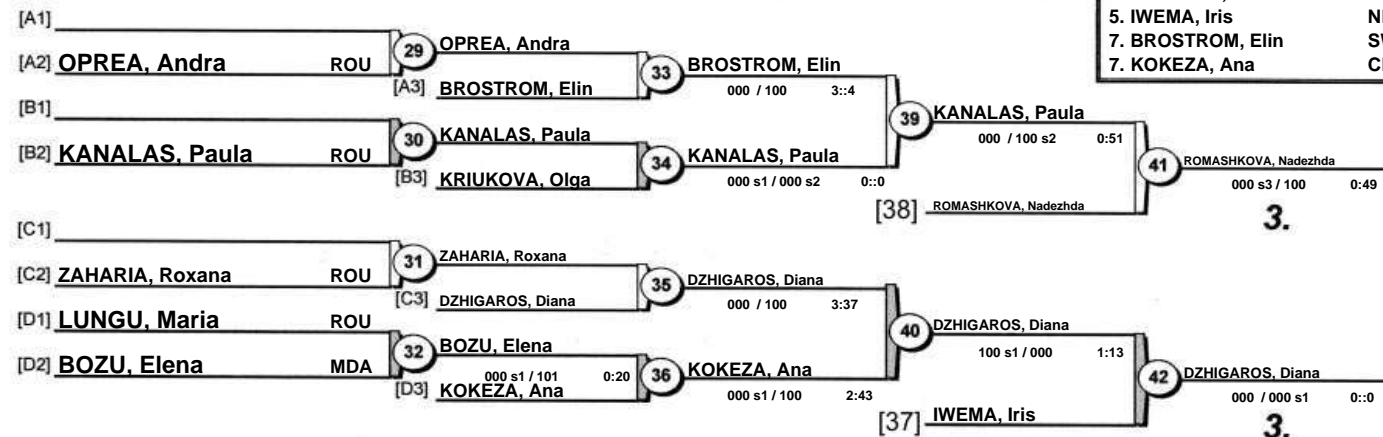 5. IWEMA, Iris
7. BROSTROM, Elin
7. KOKEZA, Ana
[A1]
[A2] OPREA, Andra ROU
29
OPREA, Andra
[A3] BROSTROM, Elin
33
BROSTROM, Elin
000 / 100 3::4
[B1]
[B2] KANALAS, Paula ROU
30
KANALAS, Paula
[B3] KRIUKOVA, Olga
34
KANALAS, Paula
000 s1 / 000 s2 0::0
39
KANALAS, Paula
000 / 100 s2 0:51
[38] ROMASHKOVA, Nadezhda
41
ROMASHKOVA, Nadezhda
000 s3 / 100 0:49
3.
[C1]
[C2] ZAHARIA, Roxana ROU
31
ZAHARIA, Roxana
[C3] DZHIGAROS, Diana
35
DZHIGAROS, Diana
000 / 100 3:37
[D1] LUNGU, Maria ROU
[D2] BOZU, Elena MDA
32
BOZU, Elena
000 s1 / 101 0:20
[D3] KOKEZA, Ana
36
KOKEZA, Ana
000 s1 / 100 2:43
40
DZHIGAROS, Diana
100 s1 / 000 1:13
[37] IWEMA, Iris
42
DZHIGAROS, Diana
000 / 000 s1 0::0
3.